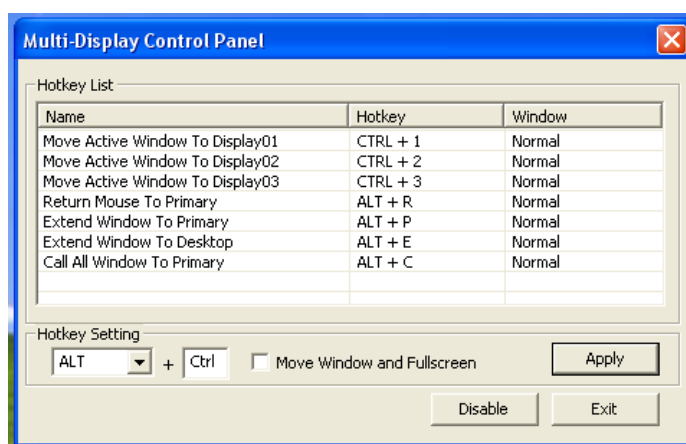 Multi-Display Control Panel
Hotkey List
Name Hotkey Window
Move Active Window To Display01 CTRL + 1 Normal
Move Active Window To Display02 CTRL + 2 Normal
Move Active Window To Display03 CTRL + 3 Normal
Return Mouse To Primary ALT + R Normal
Extend Window To Primary ALT + P Normal
Extend Window To Desktop ALT + E Normal
Call All Window To Primary ALT + C Normal
Hotkey Setting
ALT + Ctrl Move Window and Fullscreen Apply
Disable Exit